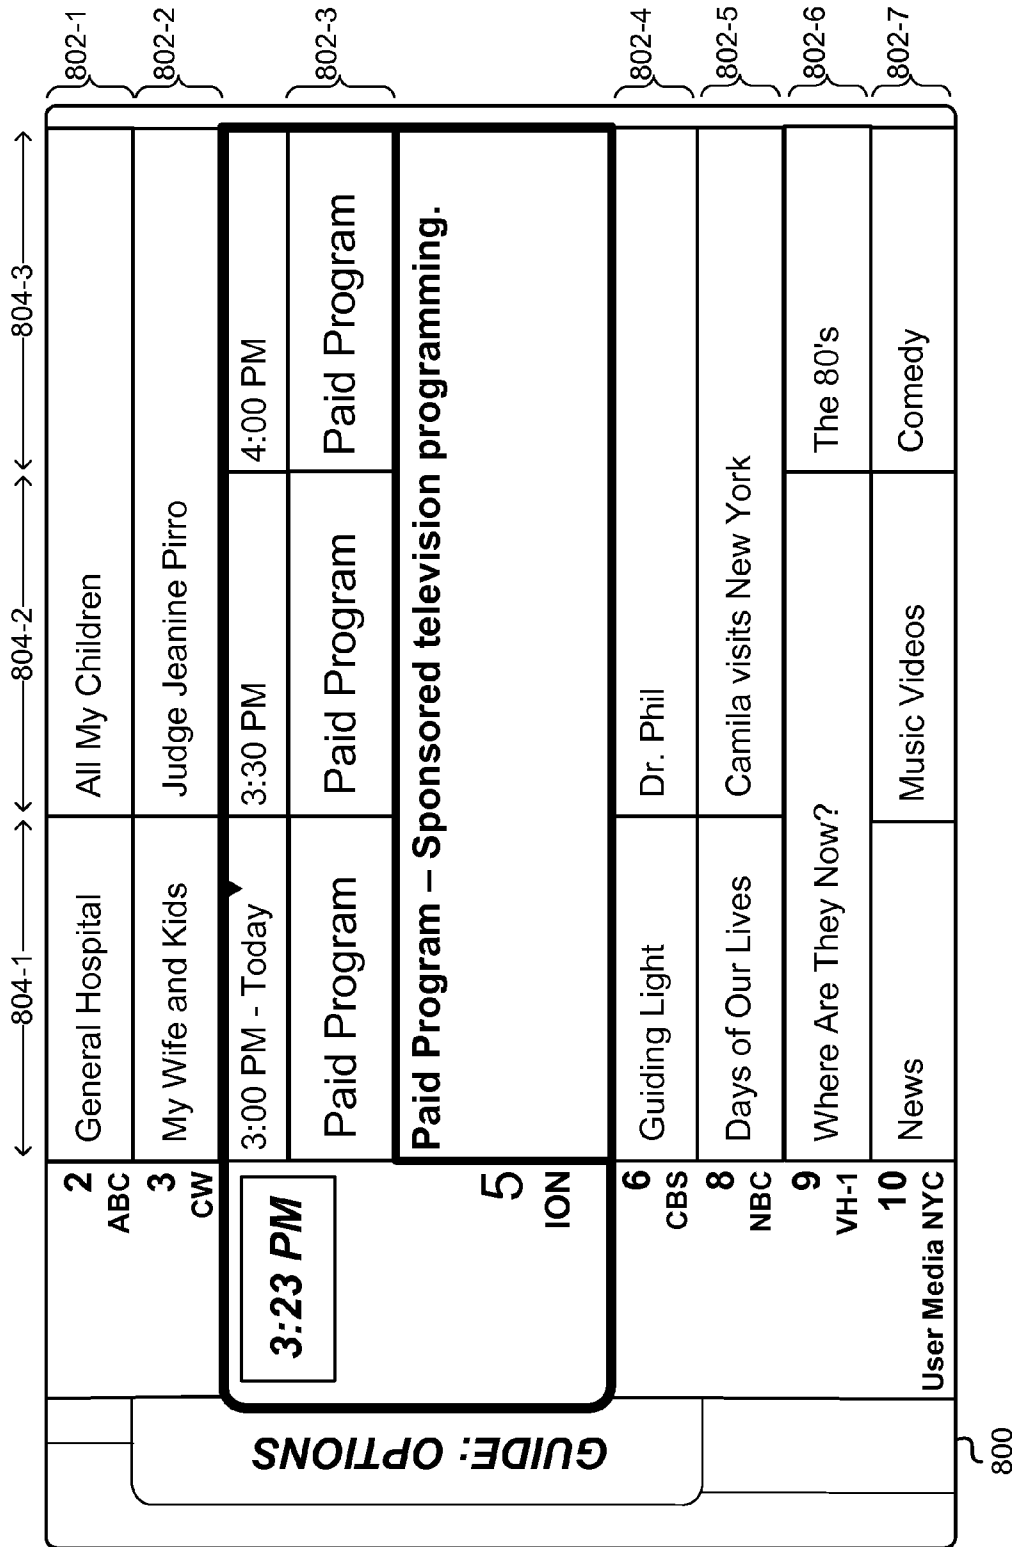 804-1
804-2
804-3
2
ABC
General Hospital
All My Children
802-1
3
CW
My Wife and Kids
Judge Jeanine Pirro
802-2
3:23 PM
3:00 PM - Today
3:30 PM
4:00 PM
Paid Program
Paid Program
Paid Program
802-3
5
ION
Paid Program – Sponsored television programming.
6
CBS
Guiding Light
Dr. Phil
802-4
8
NBC
Days of Our Lives
Camila visits New York
802-5
9
VH-1
Where Are They Now?
The 80's
802-6
10
User Media NYC
News
Music Videos
Comedy
802-7
GUIDE: OPTIONS
800